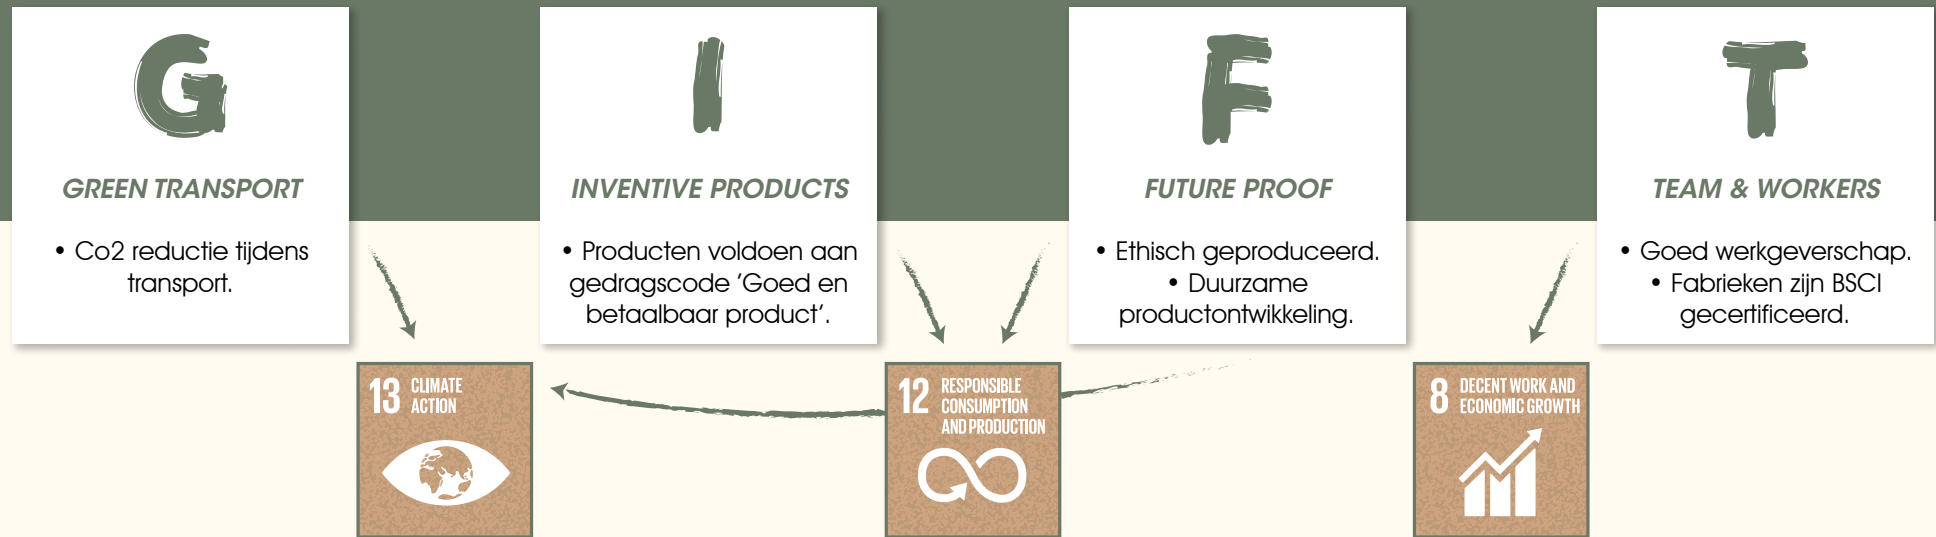 G
GREEN TRANSPORT
• Co2 reductie tijdens
transport.
I
INVENTIVE PRODUCTS
• Producten voldoen aan
gedragscode ‘Goed en
betaalbaar product’.
F
FUTURE PROOF
• Ethisch geproduceerd.
• Duurzame
productontwikkeling.
T
TEAM & WORKERS
• Goed werkgeverschap.
• Fabrieken zijn BSCI
gecertificeerd.
13 CLIMATE
ACTION
12 RESPONSIBLE
CONSUMPTION
AND PRODUCTION
8 DECENT WORK AND
ECONOMIC GROWTH